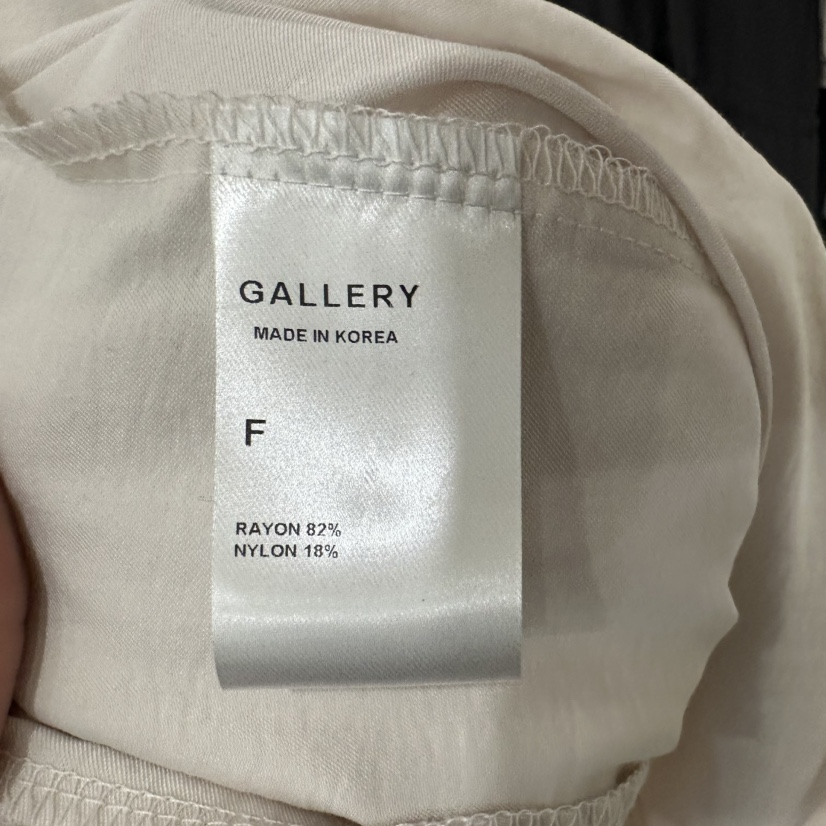 GALLERY
MADE IN KOREA
F
RAYON 82%
NYLON 18%